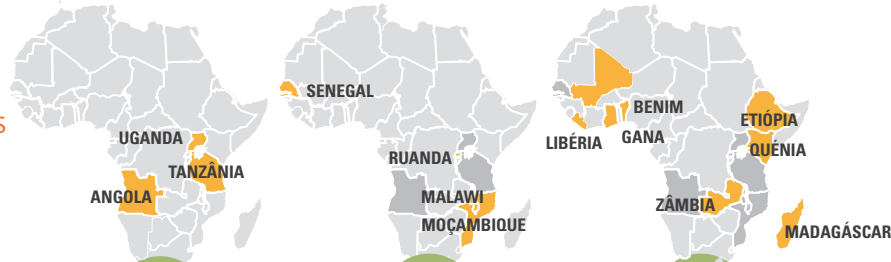 S
UGANDA
TANZÂNIA
ANGOLA
SENEGAL
RUANDA
MALAWI
MOÇAMBIQUE
BENIM
LIBÉRIA
GANA
ETIÓPIA
QUÉNIA
ZÂMBIA
MADAGÁSCAR